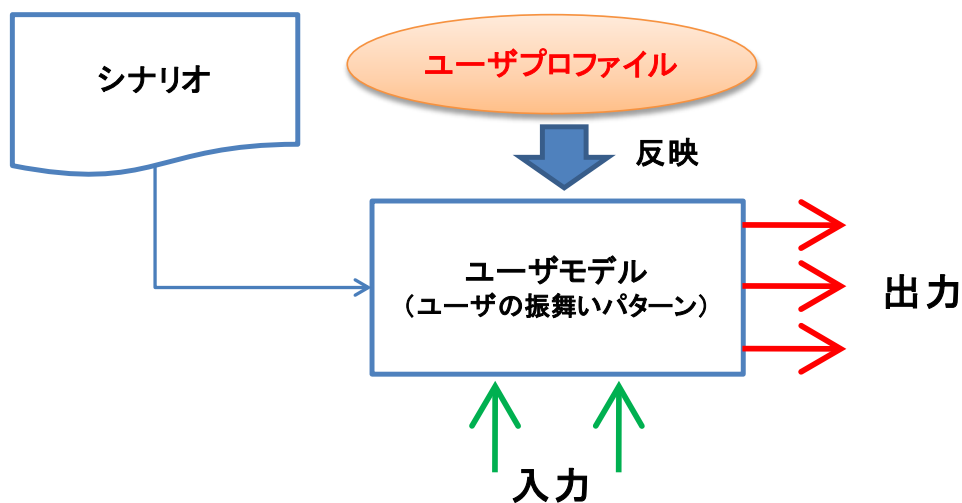 シナリオ
ユーザプロファイル
反映
ユーザモデル
（ユーザの振舞いパターン）
出力
入力